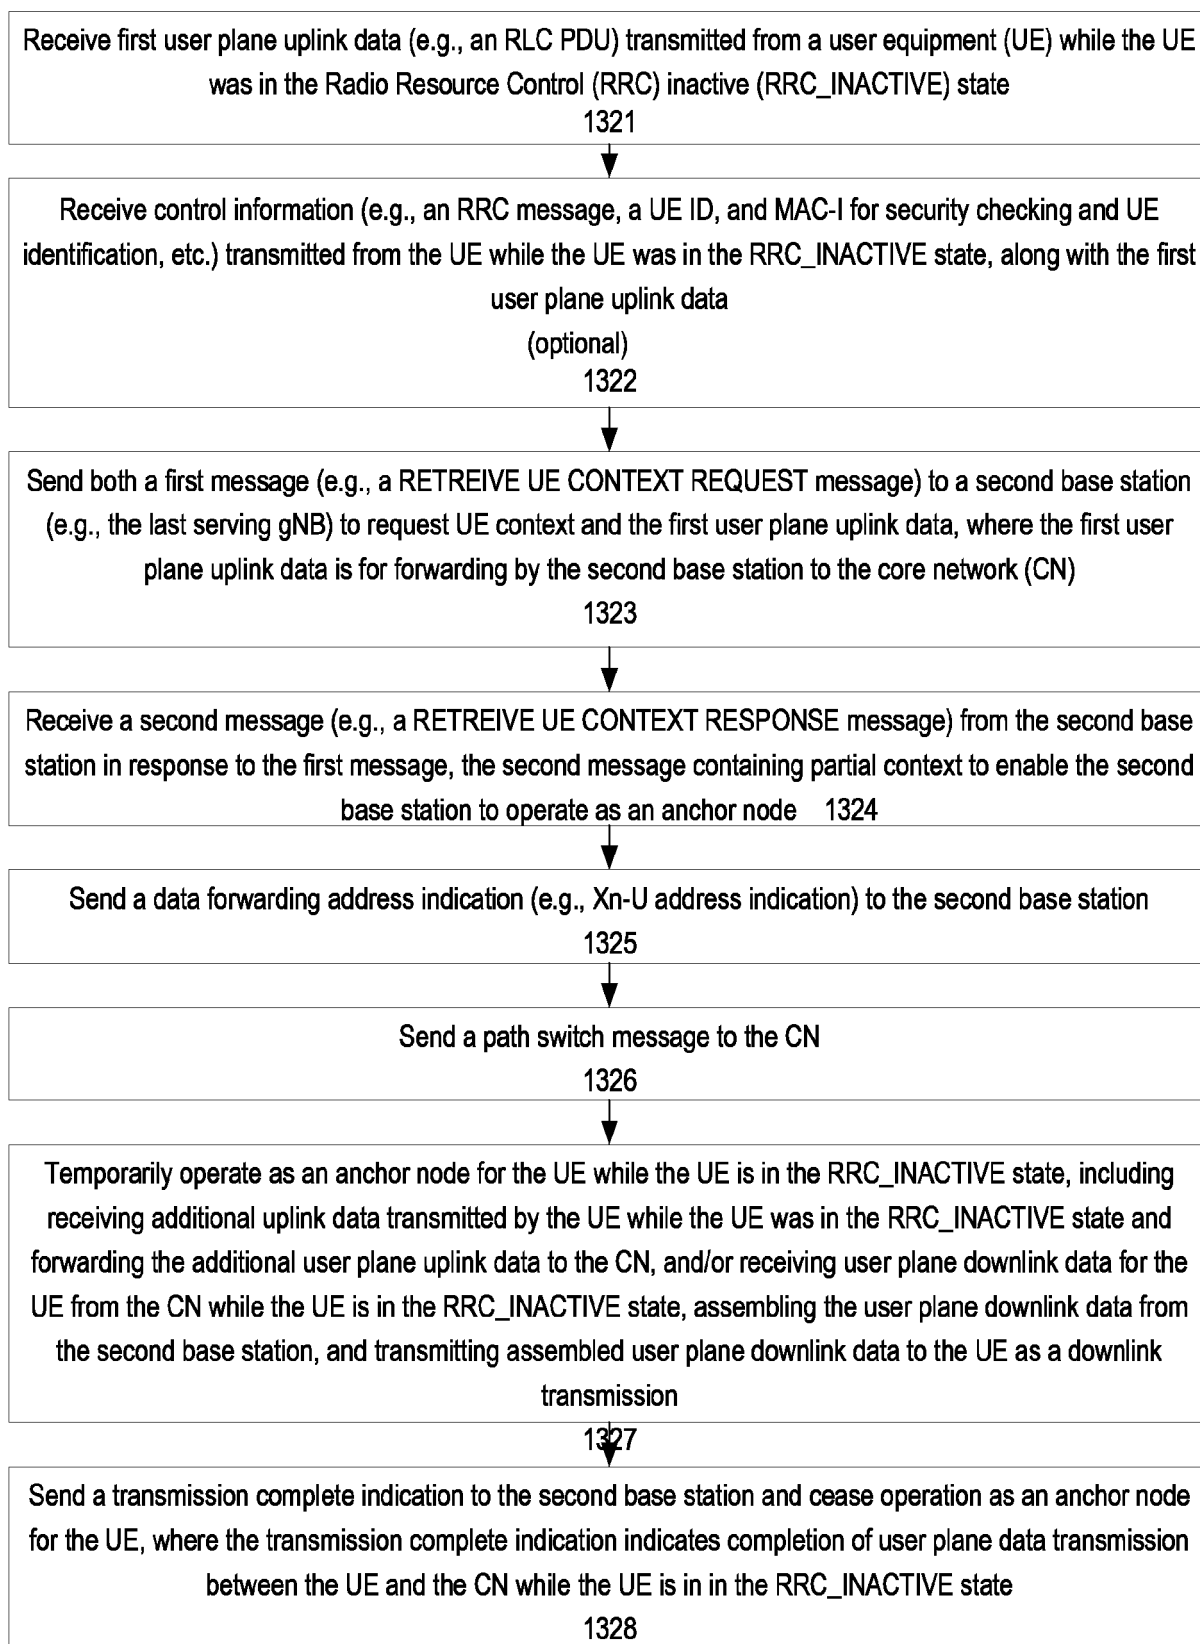 Receive first user plane uplink data (e.g., an RLC PDU) transmitted from a user equipment (UE) while the UE
was in the Radio Resource Control (RRC) inactive (RRC_INACTIVE) state
1321
Receive control information (e.g., an RRC message, a UE ID, and MAC-I for security checking and UE
identification, etc.) transmitted from the UE while the UE was in the RRC_INACTIVE state, along with the first
user plane uplink data
(optional)
1322
Send both a first message (e.g., a RETREIVE UE CONTEXT REQUEST message) to a second base station
(e.g., the last serving gNB) to request UE context and the first user plane uplink data, where the first user
plane uplink data is for forwarding by the second base station to the core network (CN)
1323
Receive a second message (e.g., a RETREIVE UE CONTEXT RESPONSE message) from the second base
station in response to the first message, the second message containing partial context to enable the second
base station to operate as an anchor node 1324
Send a data forwarding address indication (e.g., Xn-U address indication) to the second base station
1325
Send a path switch message to the CN
1326
Temporarily operate as an anchor node for the UE while the UE is in the RRC_INACTIVE state, including
receiving additional uplink data transmitted by the UE while the UE was in the RRC_INACTIVE state and
forwarding the additional user plane uplink data to the CN, and/or receiving user plane downlink data for the
UE from the CN while the UE is in the RRC_INACTIVE state, assembling the user plane downlink data from
the second base station, and transmitting assembled user plane downlink data to the UE as a downlink
transmission
1327
Send a transmission complete indication to the second base station and cease operation as an anchor node
for the UE, where the transmission complete indication indicates completion of user plane data transmission
between the UE and the CN while the UE is in in the RRC_INACTIVE state
1328